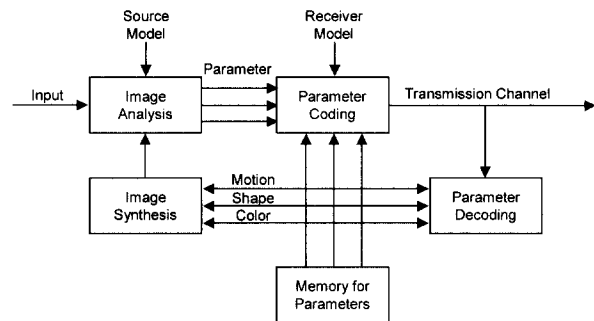 Source
Model
Receiver
Model
Input
Image
Analysis
Parameter
Parameter
Coding
Transmission Channel
Image
Synthesis
Motion
Shape
Color
Parameter
Decoding
Memory for
Parameters